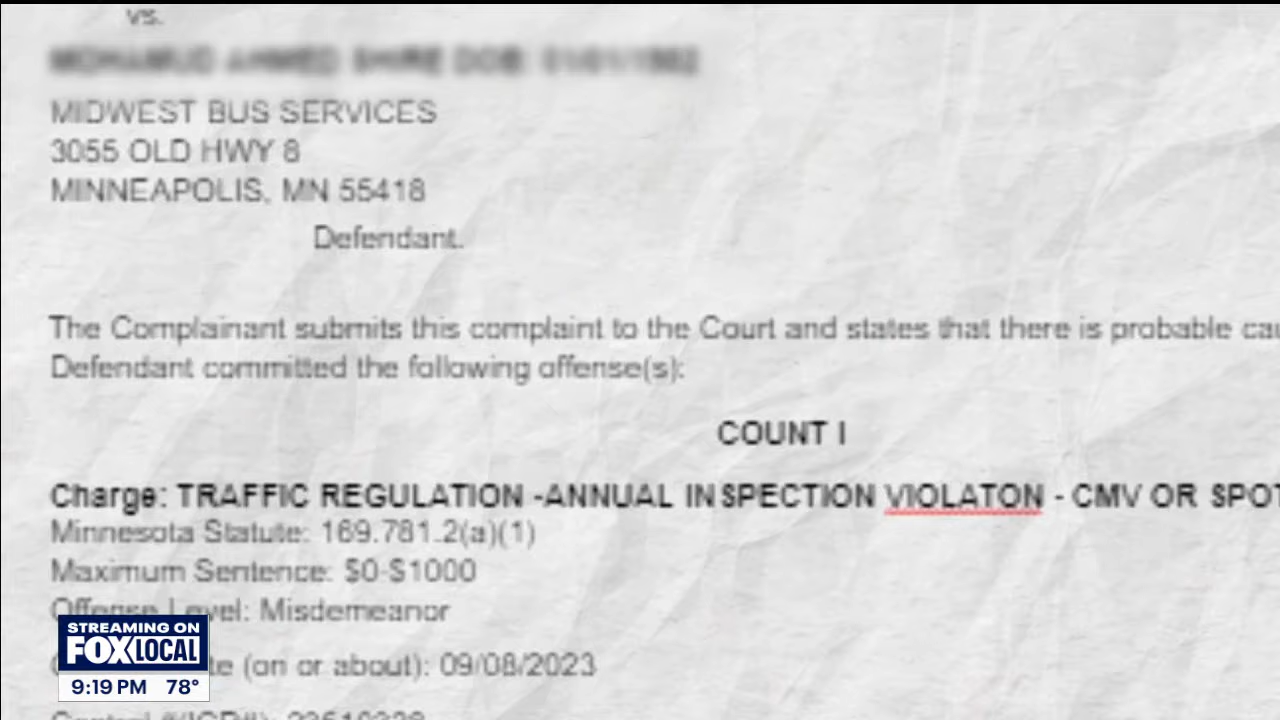 vs.
MIDWEST BUS SERVICES
3055 OLD HWY 8
MINNEAPOLIS, MN 55418
Defendant.
The Complainant submits this complaint to the Court and states that there is probable
Defendant committed the following offense(s):
COUNT I
Charge: TRAFFIC REGULATION -ANNUAL INSPECTION VIOLATON - CMV OR
Minnesota Statute: 169.781.2(a)(1)
Maximum Sentence: $0-$1000
Offense Level: Misdemeanor
(on or about): 09/08/2023
STREAMING ON
FOX LOCAL
9:19 PM 78°